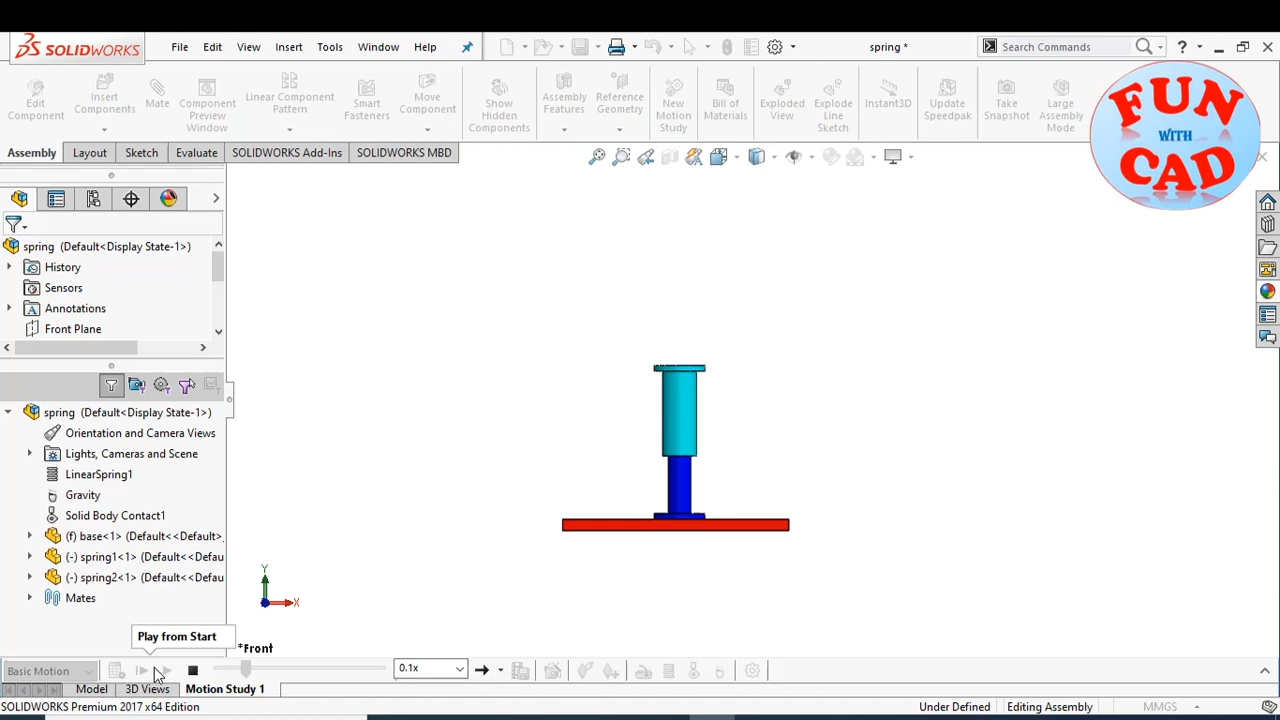 SOLIDWORKS
File Edit View Insert Tools Window Help
spring *
Search Commands
?
Edit Component
Insert Components
Mate
Component Preview Window
Linear Component Pattern
Smart Fasteners
Move Component
Show Hidden Components
Assembly Features
Reference Geometry
New Motion Study
Bill of Materials
Exploded View
Explode Line Sketch
Instant3D
Update Speedpak
Take Snapshot
Large Assembly Mode
FUN
WITH
CAD
Assembly Layout Sketch Evaluate SOLIDWORKS Add-Ins SOLIDWORKS MBD
spring (Default<Display State-1>)
History
Sensors
Annotations
Front Plane
spring (Default<Display State-1>)
Orientation and Camera Views
Lights, Cameras and Scene
LinearSpring1
Gravity
Solid Body Contact1
(f) base<1> (Default<<Default>
(-) spring1<1> (Default<<Defau
(-) spring2<1> (Default<<Defau
Mates
Y
X
Play from Start
*Front
Basic Motion
0.1x
Model 3D Views Motion Study 1
SOLIDWORKS Premium 2017 x64 Edition
Under Defined Editing Assembly MMGS